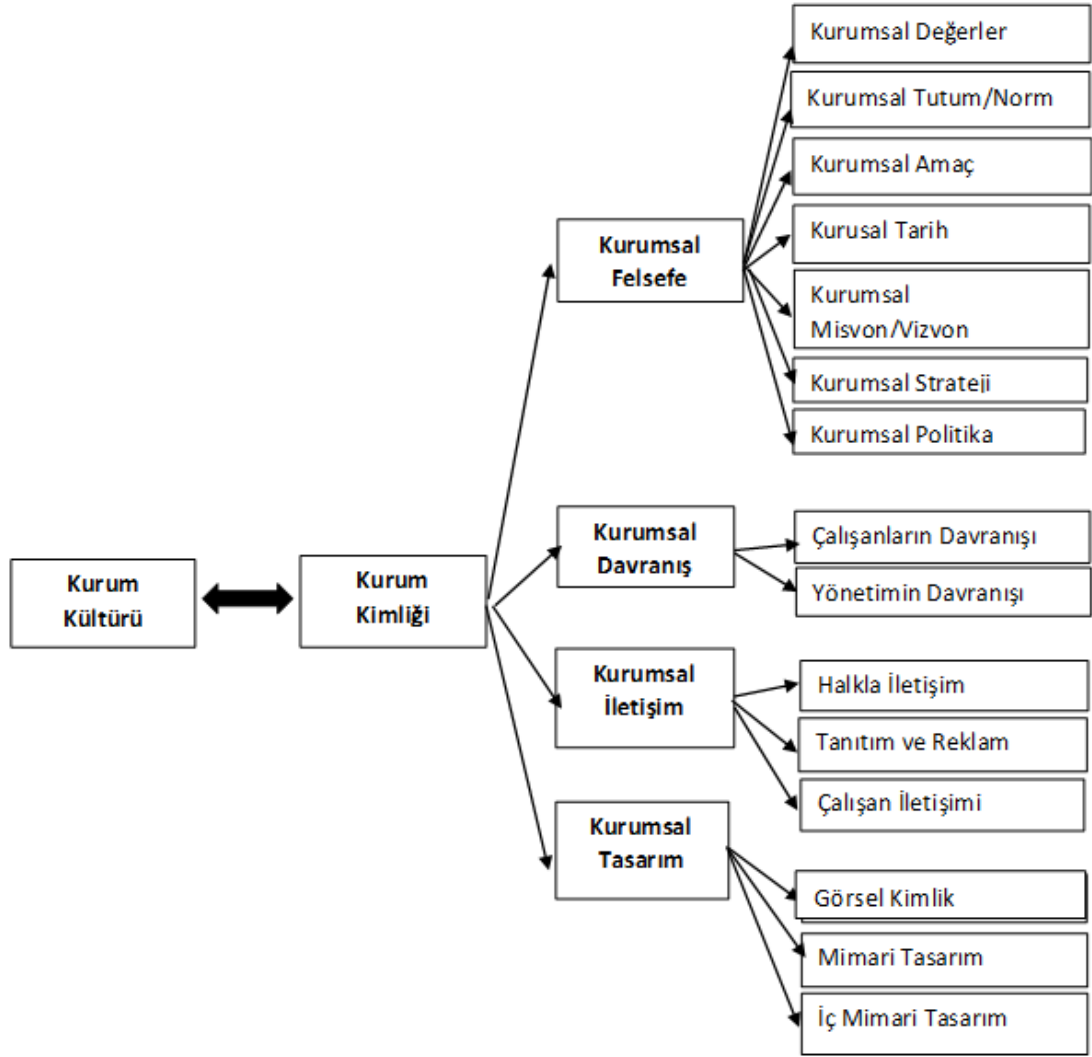 Kurum
Kültürü
Kurum
Kimliği
Kurumsal
Felsefe
Kurumsal Değerler
Kurumsal Tutum/Norm
Kurumsal Amaç
Kurusal Tarih
Kurumsal
Misvon/Vizvon
Kurumsal Strateji
Kurumsal Politika
Kurumsal
Davranış
Çalışanların Davranışı
Yönetimin Davranışı
Kurumsal
İletişim
Halkla İletişim
Tanıtım ve Reklam
Çalışan İletişimi
Kurumsal
Tasarım
Görsel Kimlik
Mimari Tasarım
İç Mimari Tasarım